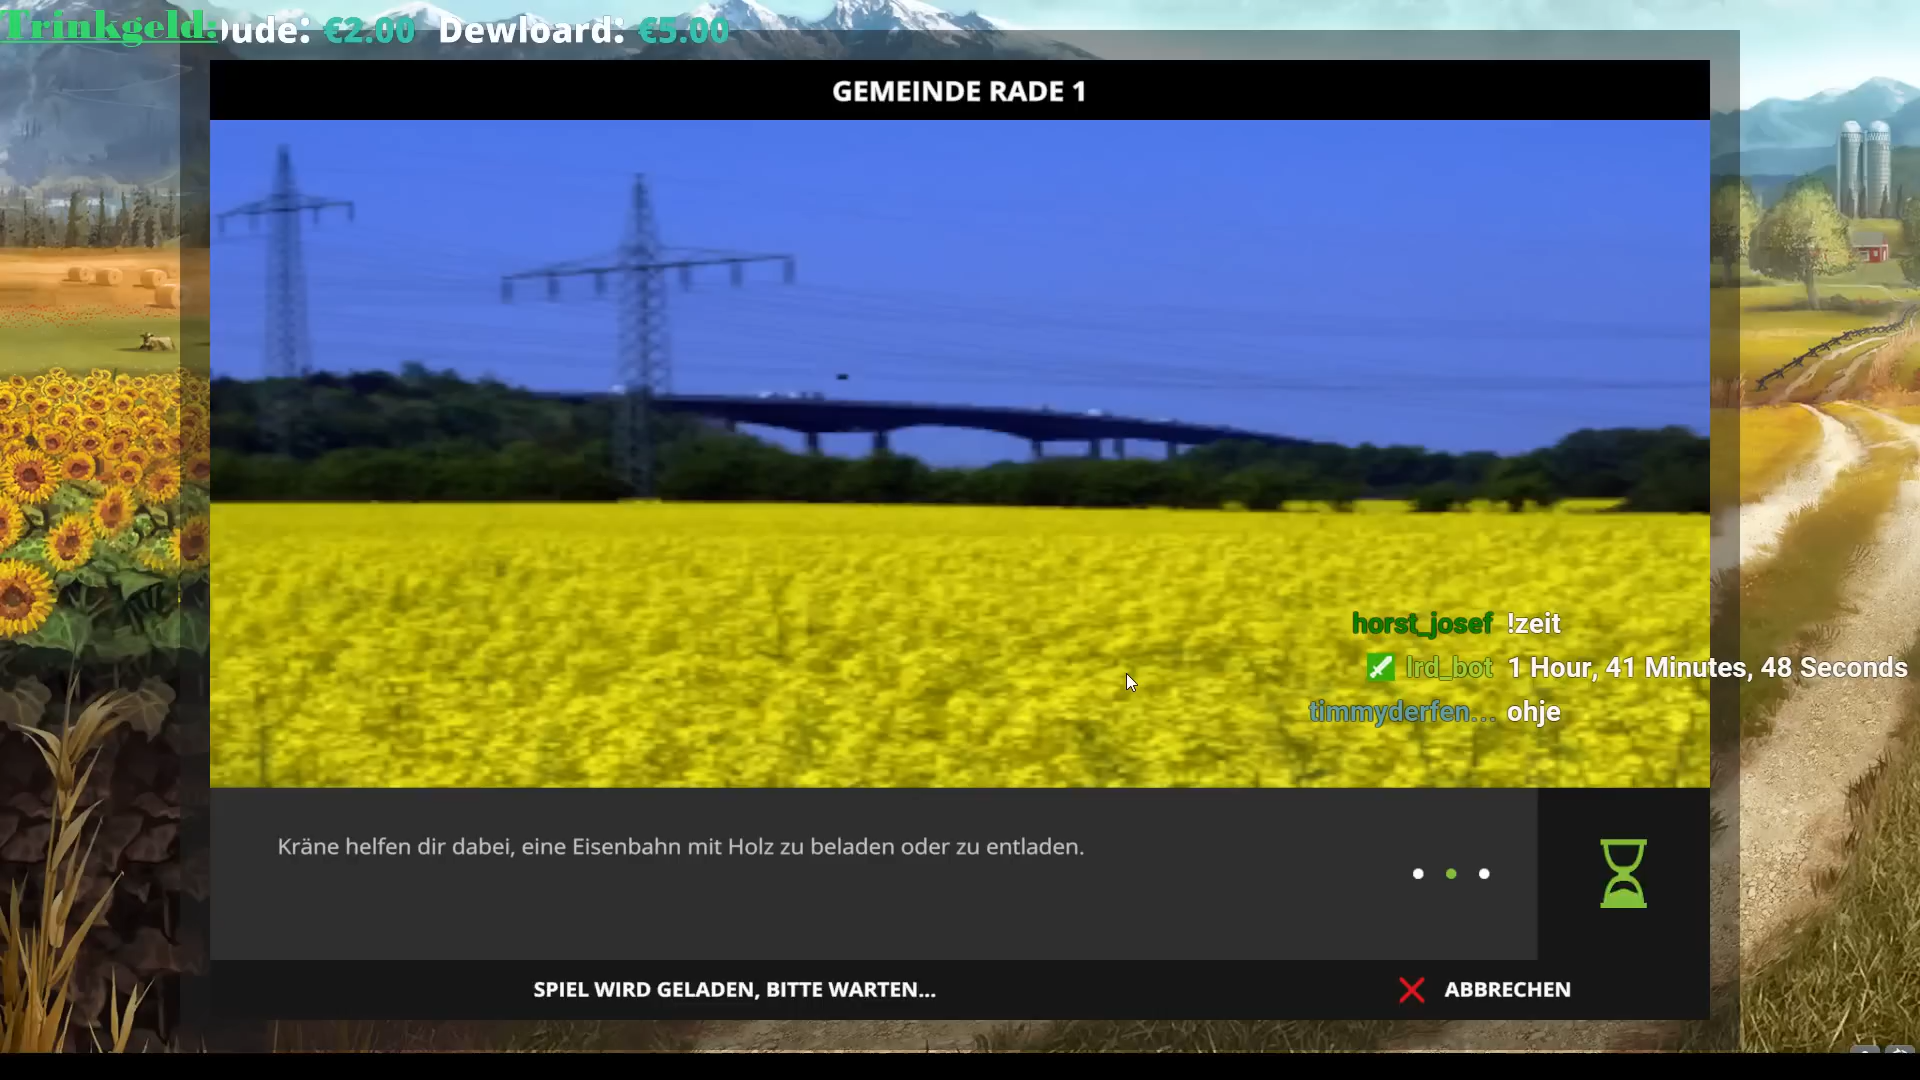 Trinkgeld: Dude: €2.00 Dewloard: €5.00
GEMEINDE RADE 1
horst_josef !zeit
lrd_bot 1 Hour, 41 Minutes, 48 Seconds
timmyderfen... ohje
Kräne helfen dir dabei, eine Eisenbahn mit Holz zu beladen oder zu entladen.
SPIEL WIRD GELADEN, BITTE WARTEN...
ABBRECHEN